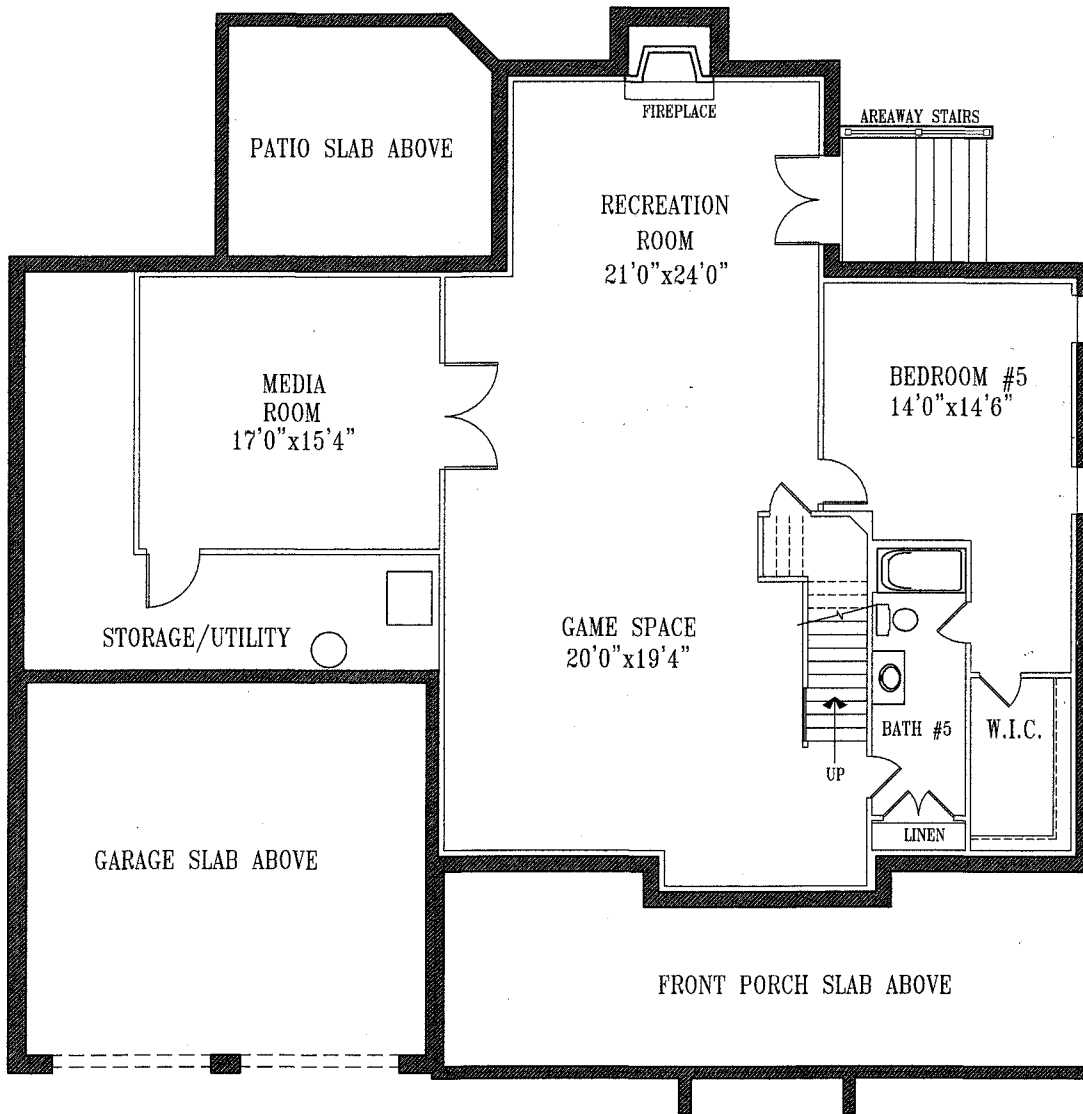 FIREPLACE
AREAWAY STAIRS
PATIO SLAB ABOVE
RECREATION
ROOM
21'0"x24'0"
MEDIA
ROOM
17'0"x15'4"
BEDROOM #5
14'0"x14'6"
STORAGE/UTILITY
GAME SPACE
20'0"x19'4"
BATH #5
W.I.C.
UP
LINEN
GARAGE SLAB ABOVE
FRONT PORCH SLAB ABOVE